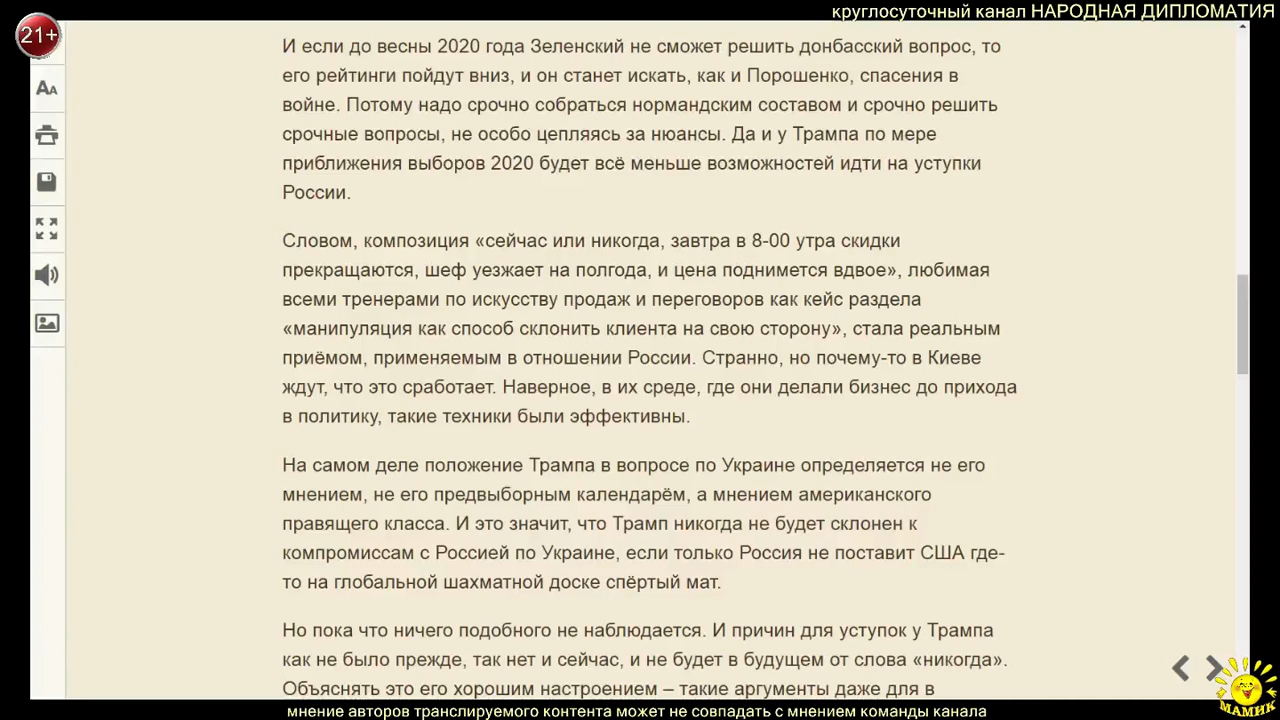 круглосуточный канал НАРОДНАЯ ДИПЛОМАТИЯ
21+
И если до весны 2020 года Зеленский не сможет решить донбасский вопрос, то
его рейтинги пойдут вниз, и он станет искать, как и Порошенко, спасения в
войне. Потому надо срочно собраться нормандским составом и срочно решить
срочные вопросы, не особо цепляясь за нюансы. Да и у Трампа по мере
приближения выборов 2020 будет всё меньше возможностей идти на уступки
России.
Словом, композиция «сейчас или никогда, завтра в 8-00 утра скидки
прекращаются, шеф уезжает на полгода, и цена поднимется вдвое», любимая
всеми тренерами по искусству продаж и переговоров как кейс раздела
«манипуляция как способ склонить клиента на свою сторону», стала реальным
приёмом, применяемым в отношении России. Странно, но почему-то в Киеве
ждут, что это сработает. Наверное, в их среде, где они делали бизнес до прихода
в политику, такие техники были эффективны.
На самом деле положение Трампа в вопросе по Украине определяется не его
мнением, не его предвыборным календарём, а мнением американского
правящего класса. И это значит, что Трамп никогда не будет склонен к
компромиссам с Россией по Украине, если только Россия не поставит США где-
то на глобальной шахматной доске спёртый мат.
Но пока что ничего подобного не наблюдается. И причин для уступок у Трампа
как не было прежде, так нет и сейчас, и не будет в будущем от слова «никогда».
Объяснять это его хорошим настроением – такие аргументы даже для в
МАМИК
мнение авторов транслируемого контента может не совпадать с мнением команды канала